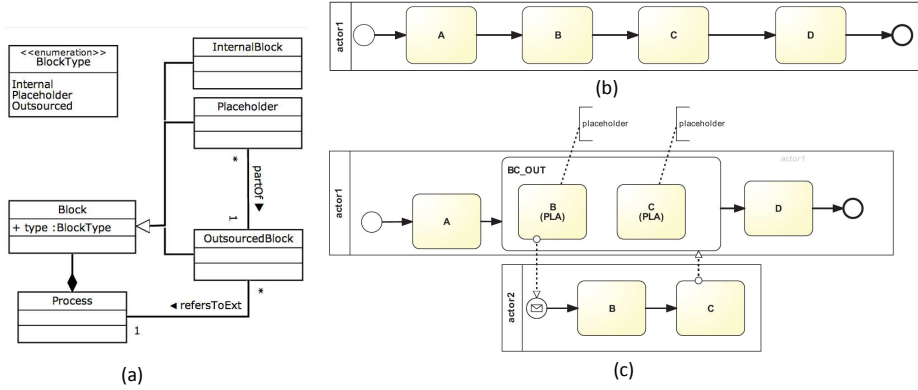 <<enumeration>>
BlockType
Internal
Placeholder
Outsourced
InternalBlock
Placeholder
*
partOf ▶
1
Block
+ type :BlockType
OutsourcedBlock
*
Process
◀ refersToExt
1
(a)
actor1
A
B
C
D
(b)
placeholder
placeholder
actor1
actor1
BC_OUT
A
B
(PLA)
C
(PLA)
D
actor2
B
C
(c)